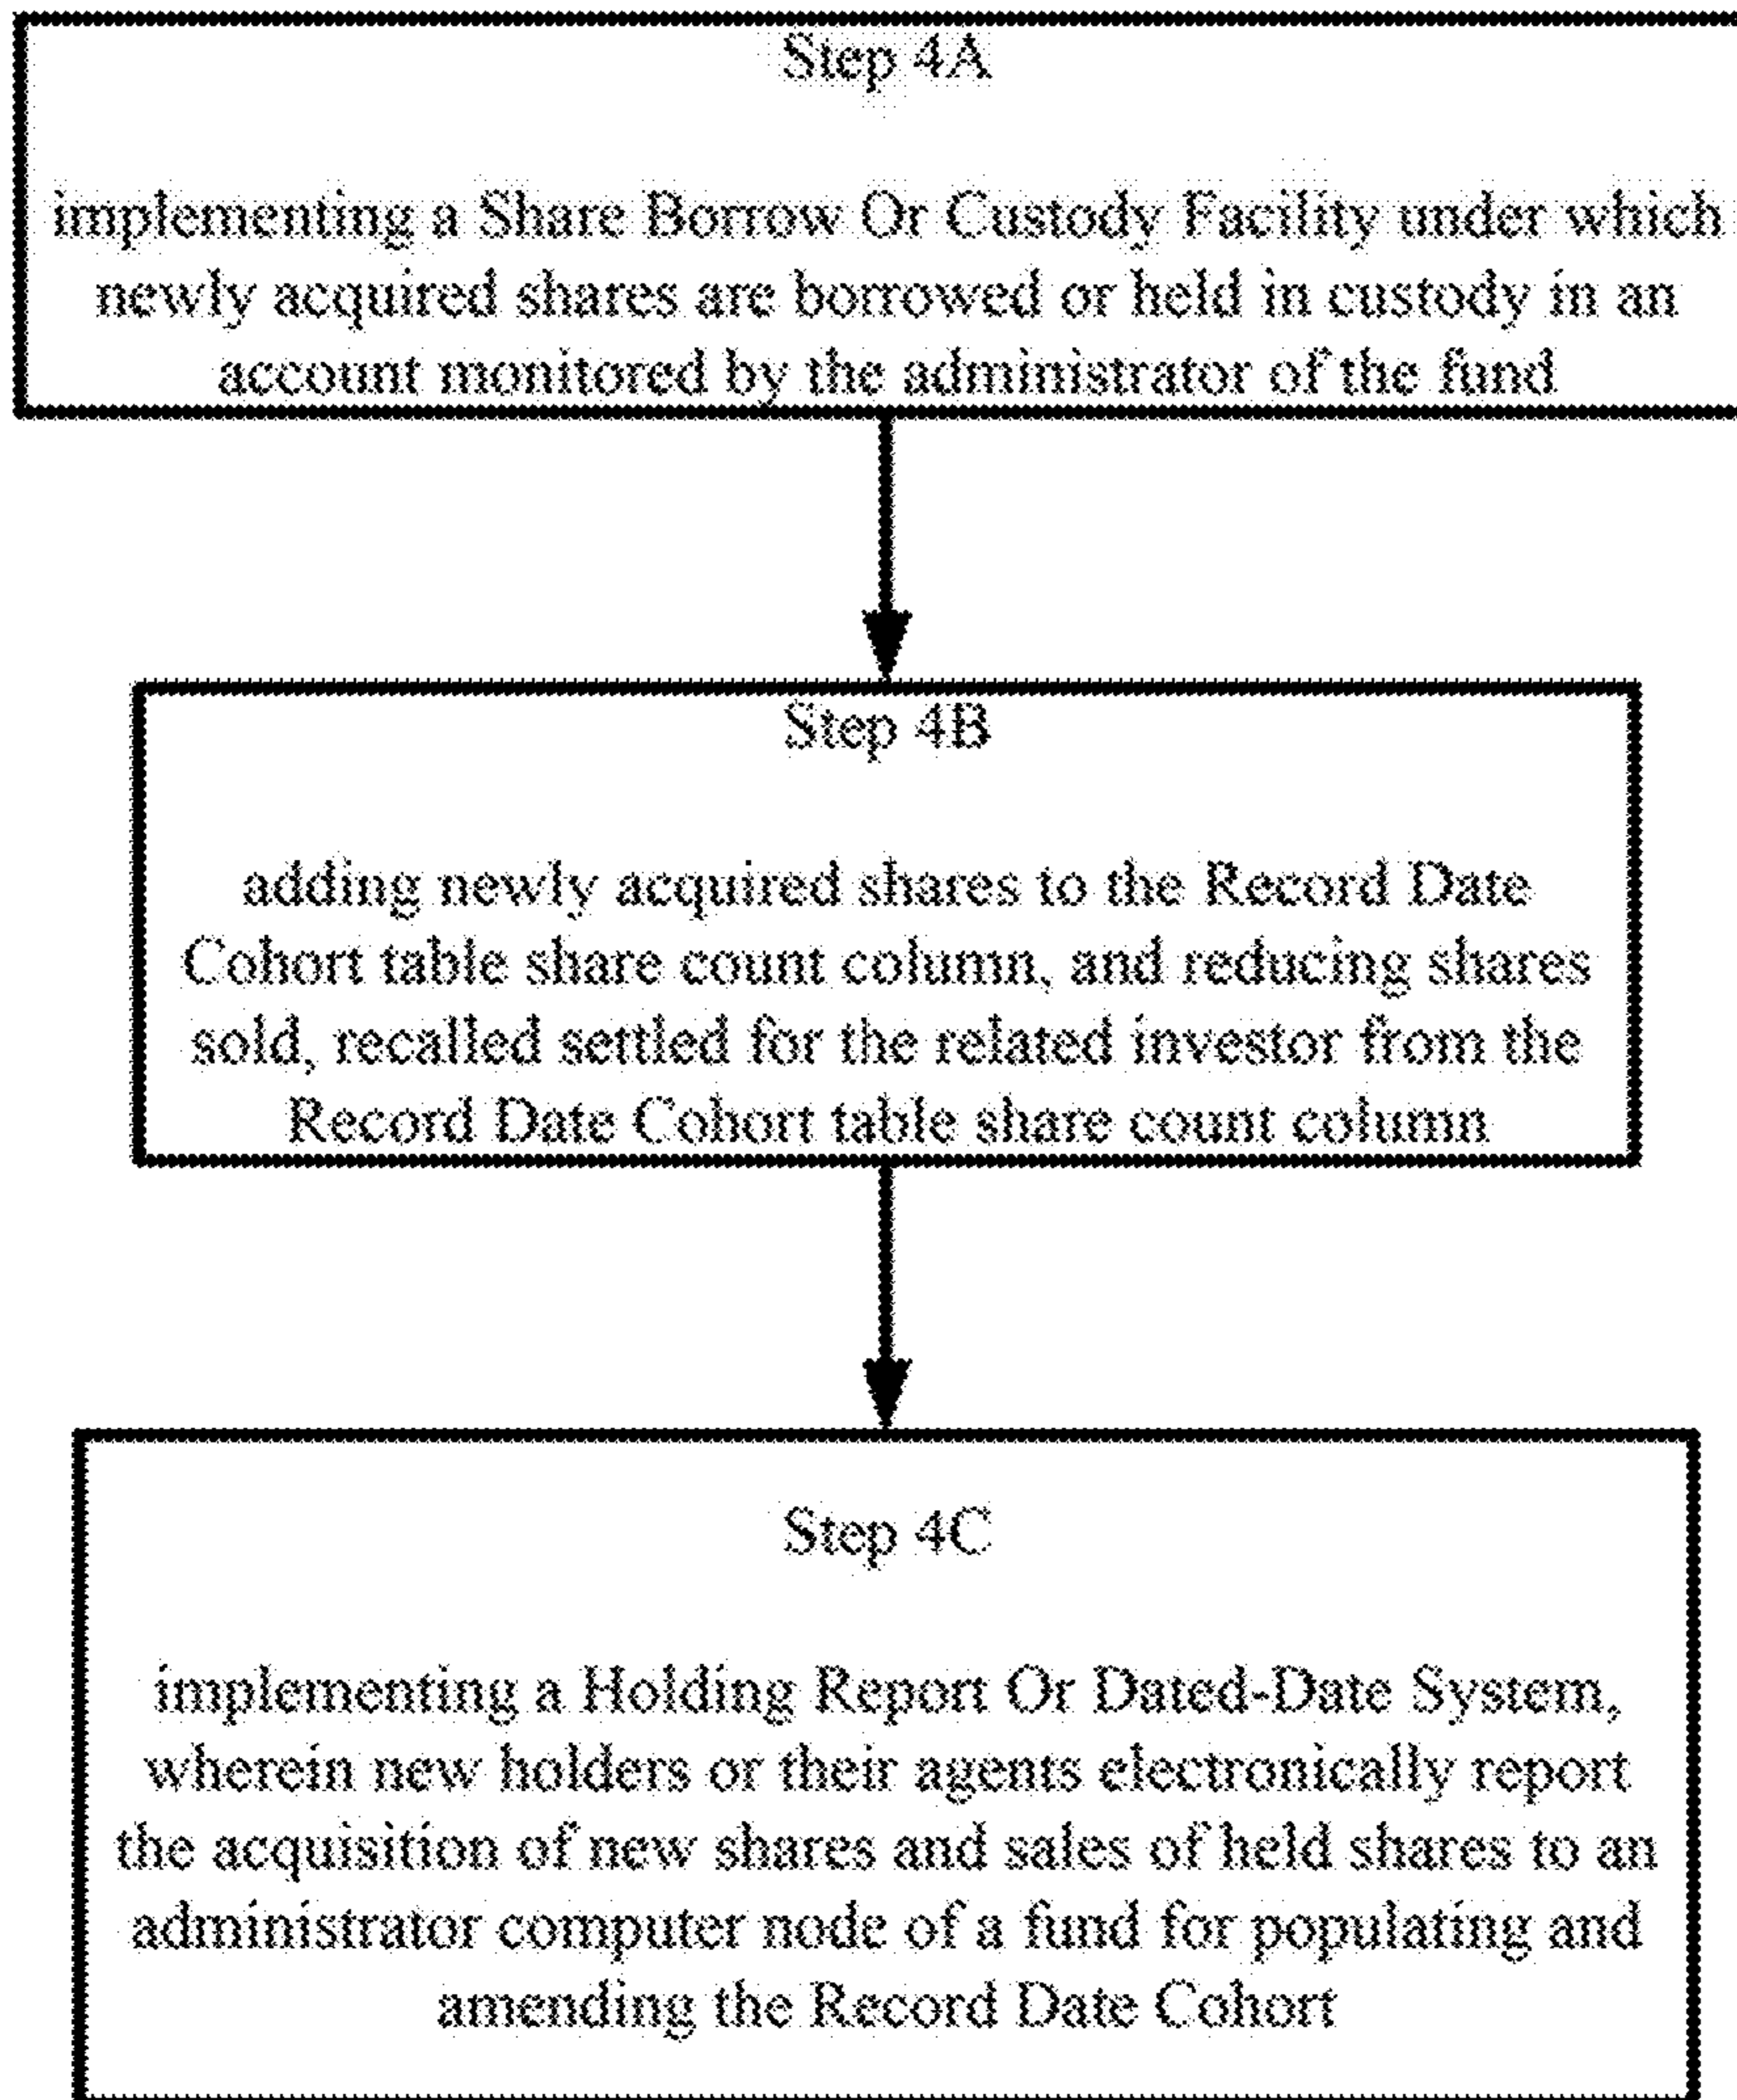 Step 4A
implementing a Share Borrow Or Custody Facility under which
newly acquired shares are borrowed or held in custody in an
account monitored by the administrator of the fund
Step 4B
adding newly acquired shares to the Record Date
Cohort table share count column, and reducing shares
sold, recalled settled for the related investor from the
Record Date Cohort table share count column
Step 4C
implementing a Holding Report Or Dated-Date System,
wherein new holders or their agents electronically report
the acquisition of new shares and sales of held shares to an
administrator computer node of a fund for populating and
amending the Record Date Cohort